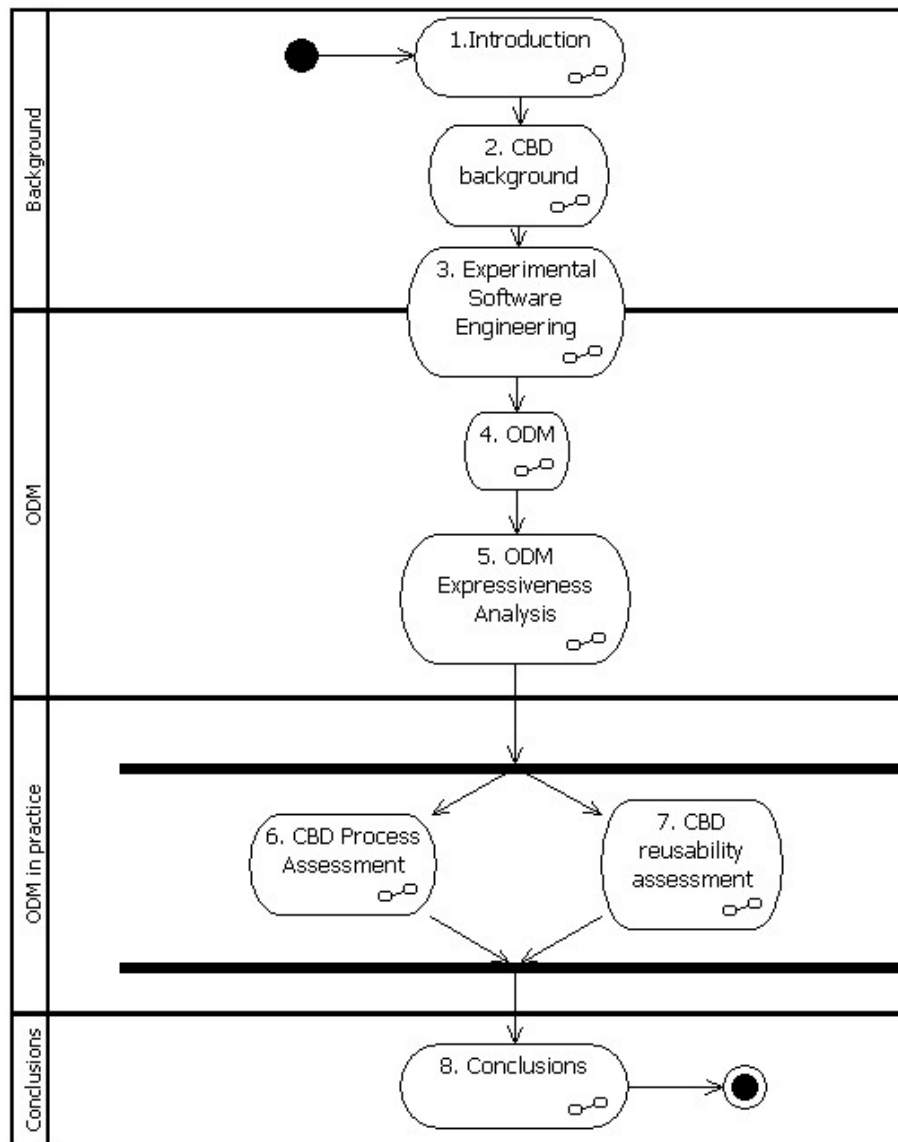 Background
1.Introduction
2. CBD
background
3. Experimental
Software
Engineering
ODM
4. ODM
5. ODM
Expressiveness
Analysis
ODM in practice
6. CBD Process
Assessment
7. CBD
reusability
assessment
Conclusions
8. Conclusions